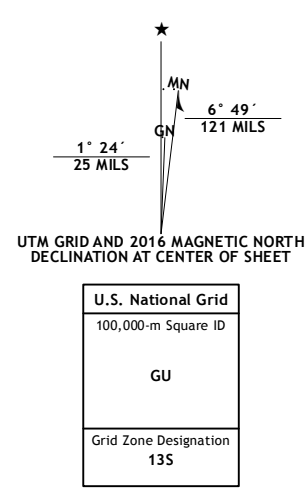 MN
GN
6° 49´
121 MILS
1° 24´
25 MILS
UTM GRID AND 2016 MAGNETIC NORTH
DECLINATION AT CENTER OF SHEET
U.S. National Grid
100,000-m Square ID
GU
Grid Zone Designation
13S